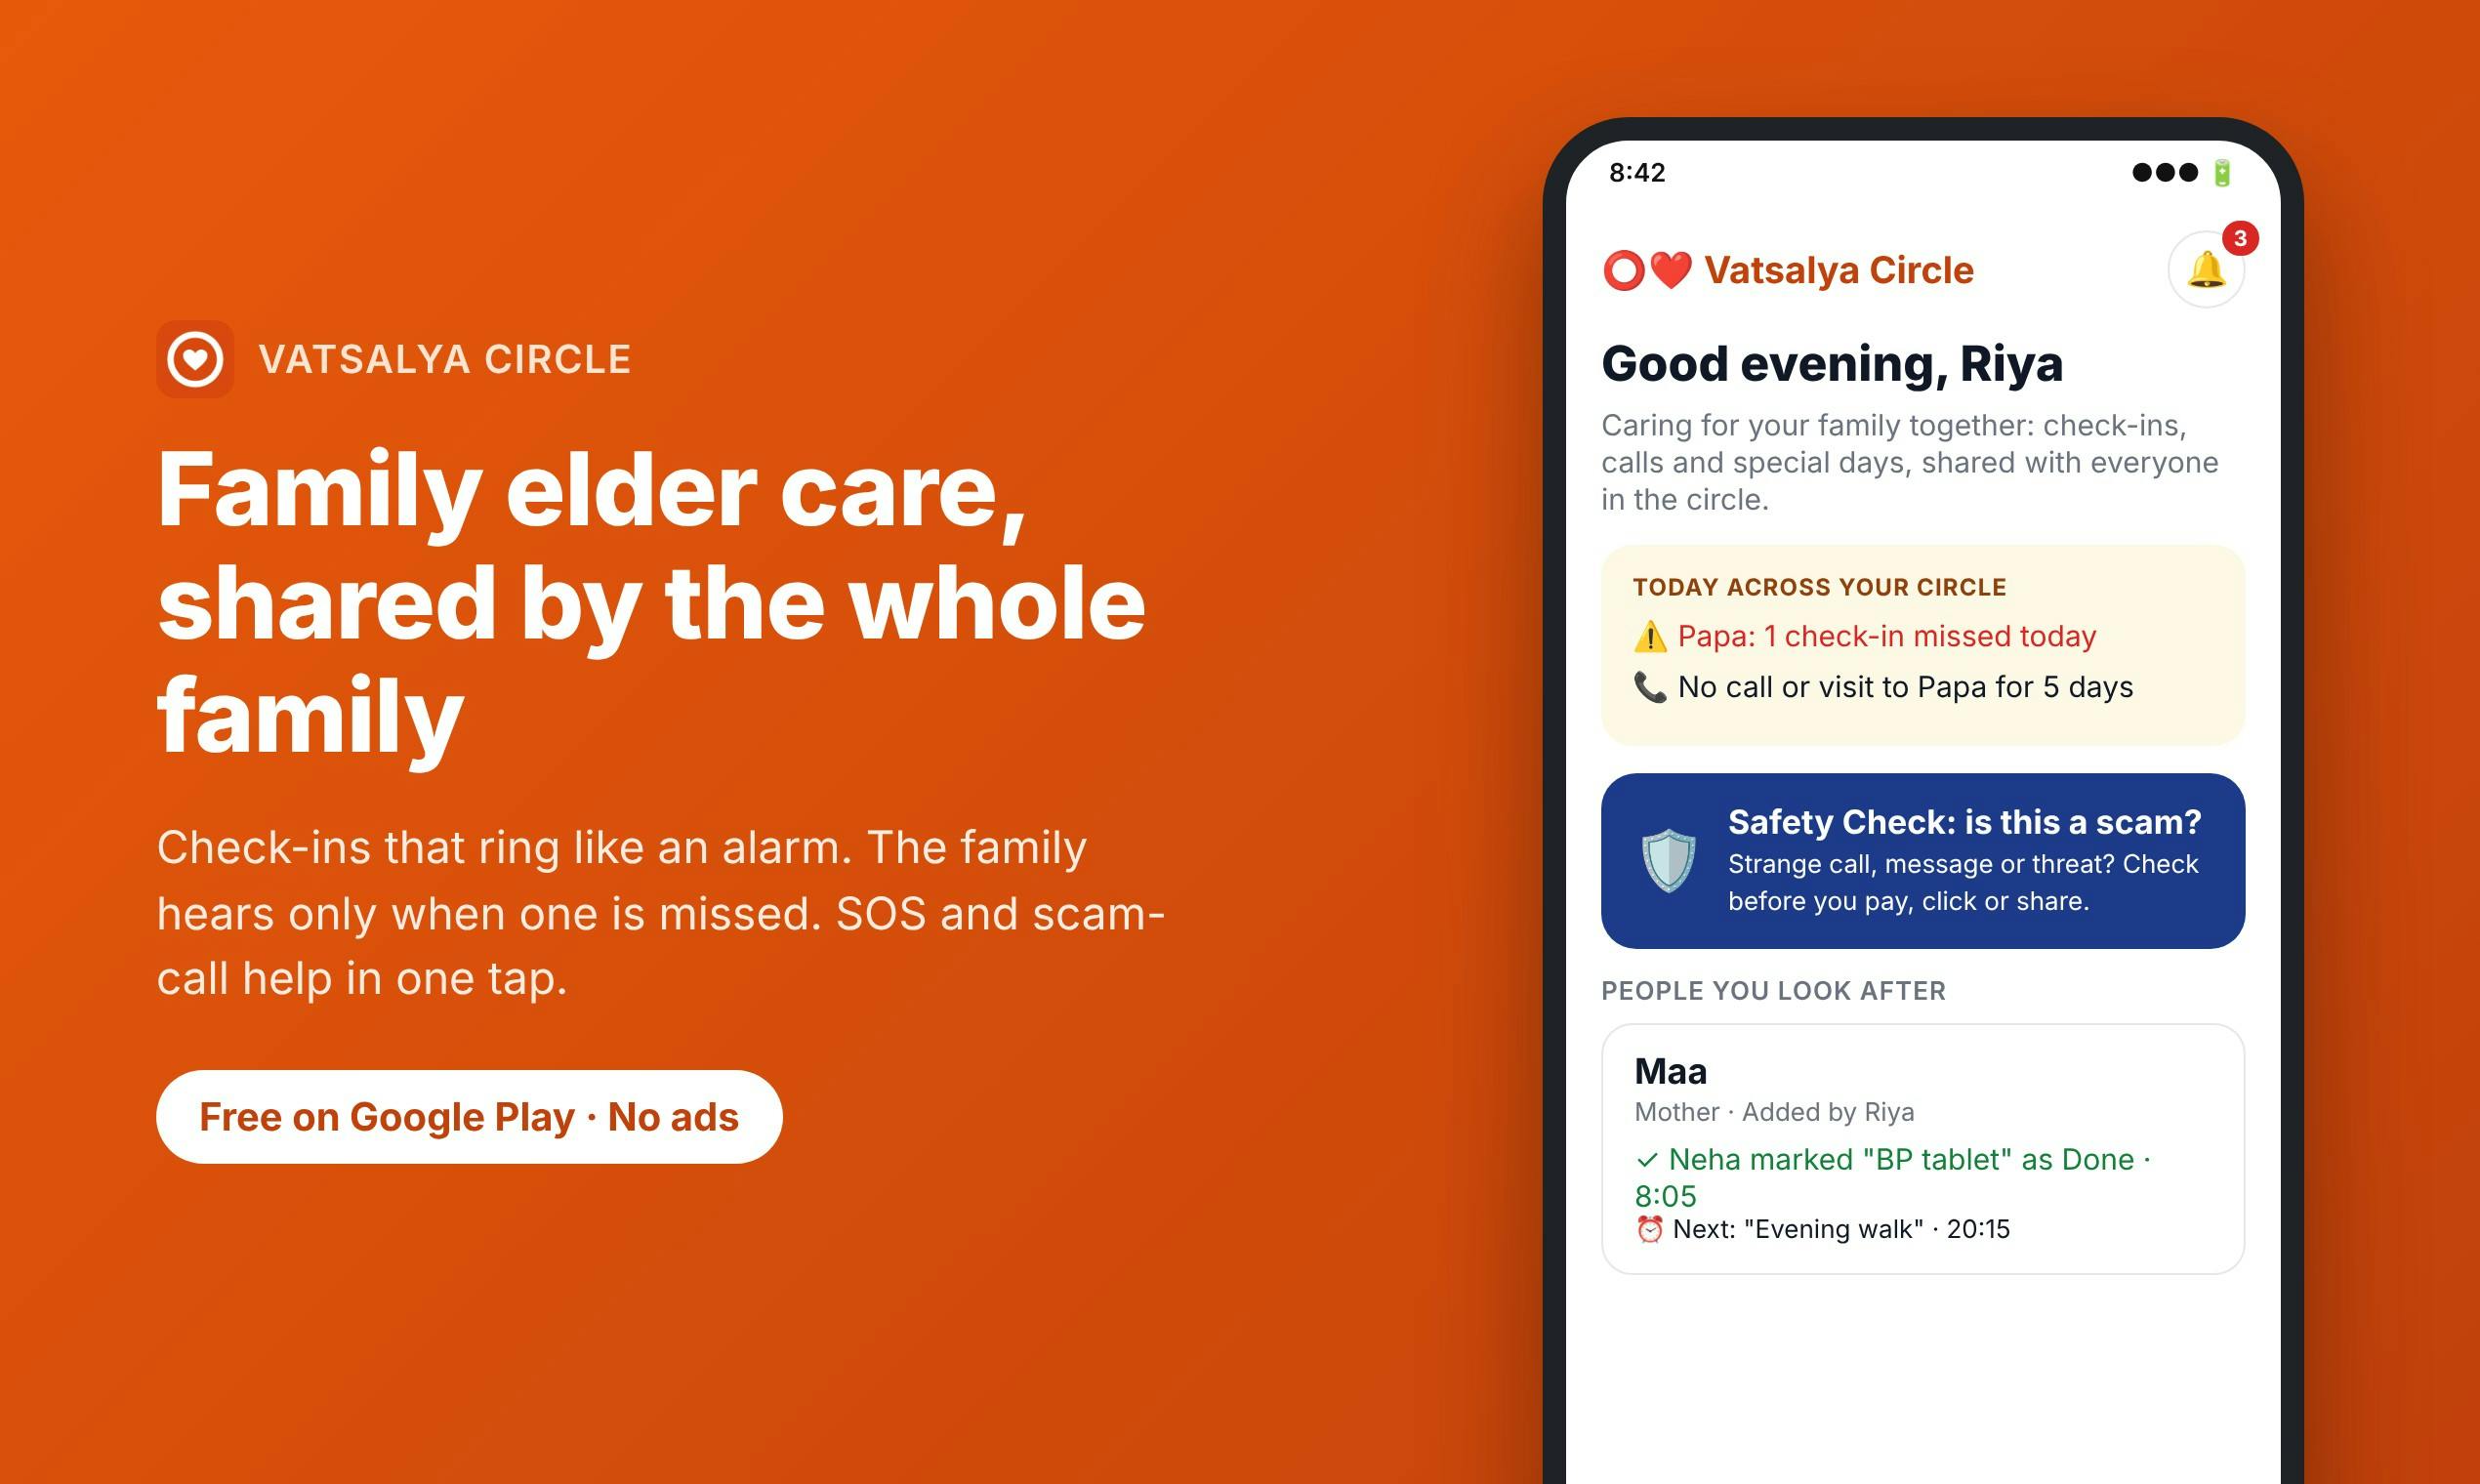 VATSALYA CIRCLE
Family elder care,
shared by the whole
family
Check-ins that ring like an alarm. The family
hears only when one is missed. SOS and scam-
call help in one tap.
Free on Google Play · No ads
8:42
Vatsalya Circle
3
Good evening, Riya
Caring for your family together: check-ins,
calls and special days, shared with everyone
in the circle.
TODAY ACROSS YOUR CIRCLE
Papa: 1 check-in missed today
No call or visit to Papa for 5 days
Safety Check: is this a scam?
Strange call, message or threat? Check
before you pay, click or share.
PEOPLE YOU LOOK AFTER
Maa
Mother · Added by Riya
✓ Neha marked "BP tablet" as Done ·
8:05
Next: "Evening walk" · 20:15